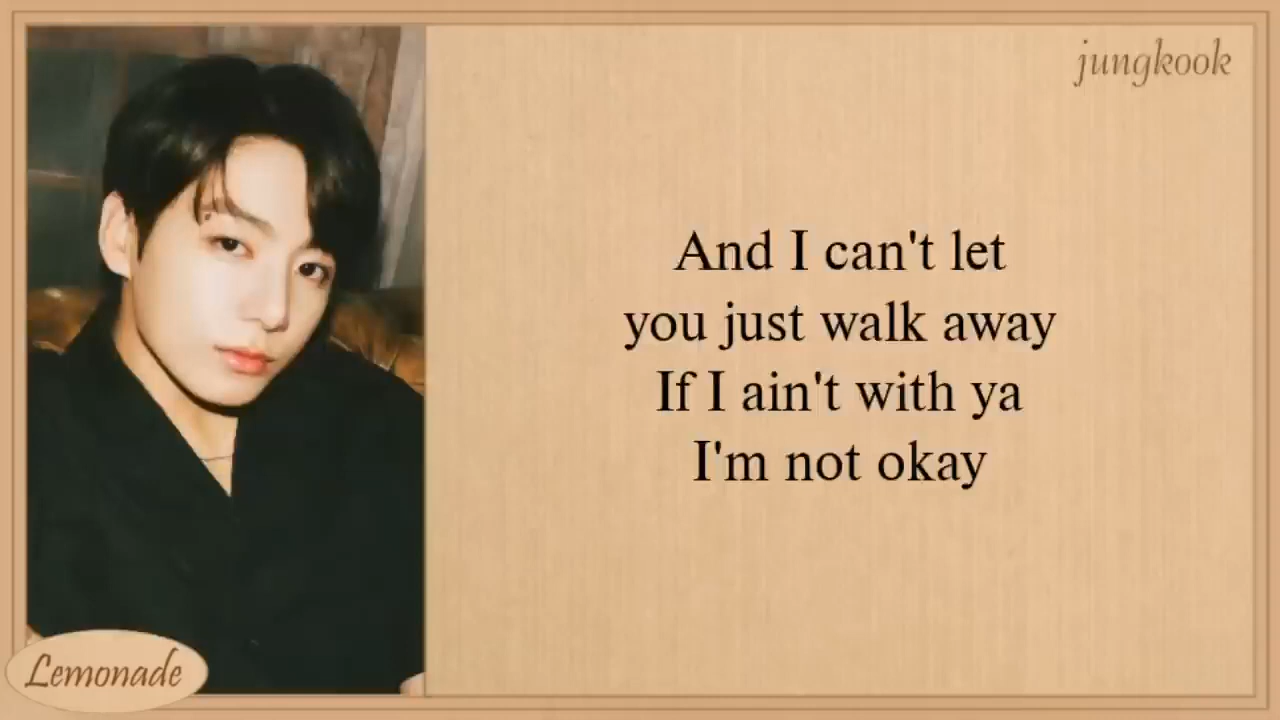 jungkook
And I can't let
you just walk away
If I ain't with ya
I'm not okay
Lemonade